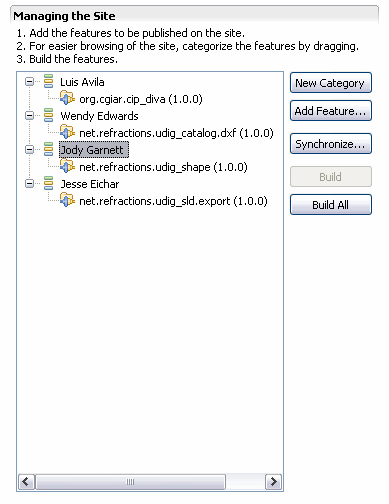 Managing the Site
1. Add the features to be published on the site.
2. For easier browsing of the site, categorize the features by dragging.
3. Build the features.
Luis Avila
org.cgiar.cip_diva (1.0.0)
Wendy Edwards
net.refractions.udig_catalog.dxf (1.0.0)
Jody Garnett
net.refractions.udig_shape (1.0.0)
Jesse Eichar
net.refractions.udig_sld.export (1.0.0)
New Category
Add Feature...
Synchronize...
Build
Build All